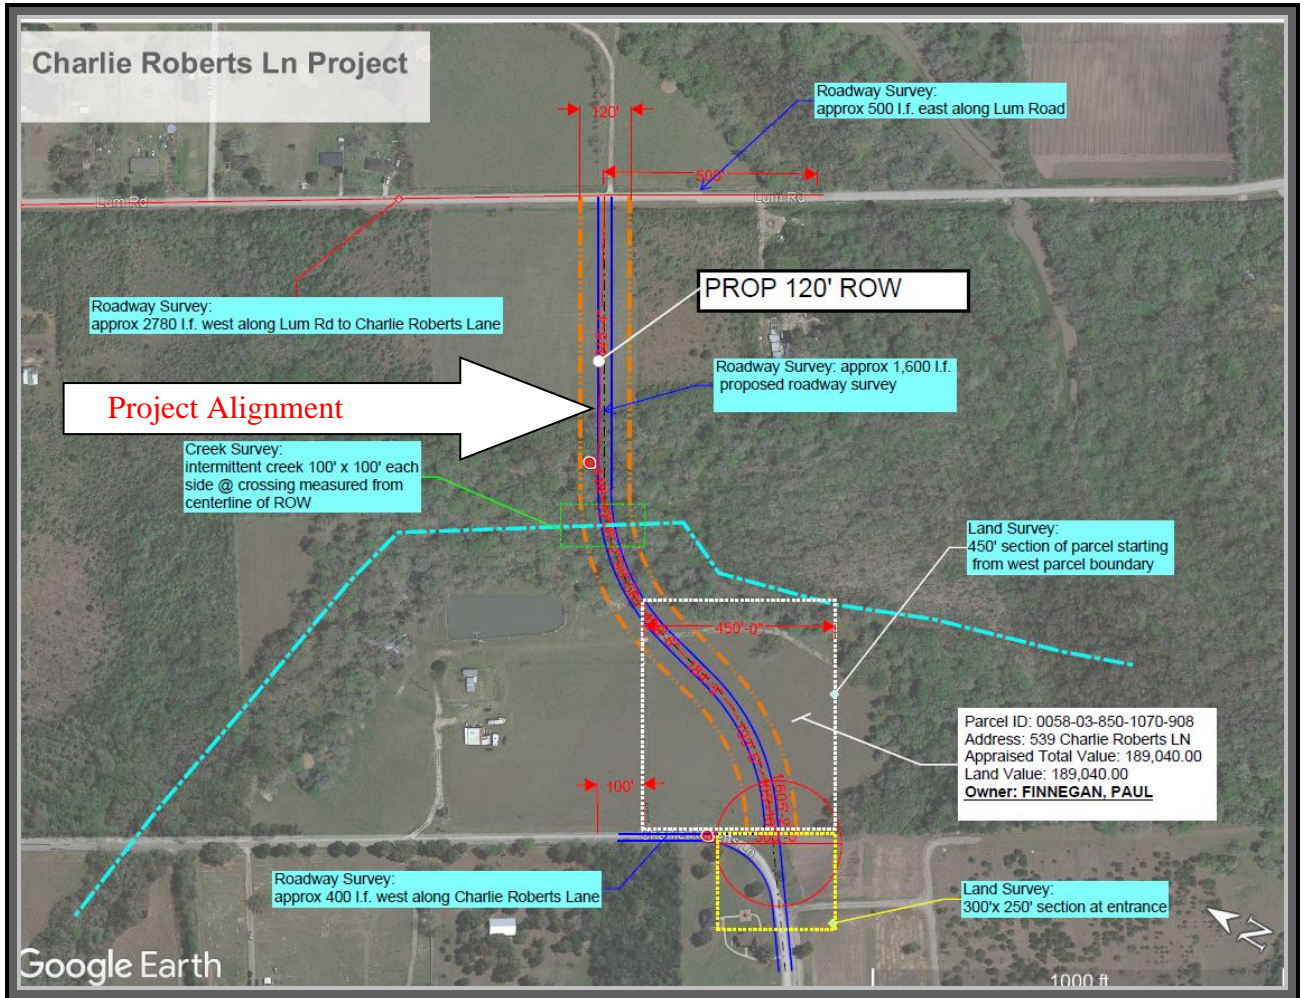 Charlie Roberts Ln Project
Roadway Survey:
approx 500 l.f. east along Lum Road
120'
500'
Lum Rd
Lum Rd
PROP 120' ROW
Roadway Survey:
approx 2780 l.f. west along Lum Rd to Charlie Roberts Lane
Roadway Survey: approx 1,600 l.f.
proposed roadway survey
Project Alignment
Creek Survey:
intermittent creek 100' x 100' each
side @ crossing measured from
centerline of ROW
Land Survey:
450' section of parcel starting
from west parcel boundary
450'-0"
Parcel ID: 0058-03-850-1070-908
Address: 539 Charlie Roberts LN
Appraised Total Value: 189,040.00
Land Value: 189,040.00
Owner: FINNEGAN, PAUL
100'
Roadway Survey:
approx 400 l.f. west along Charlie Roberts Lane
Land Survey:
300'x 250' section at entrance
N
Google Earth
1000 ft